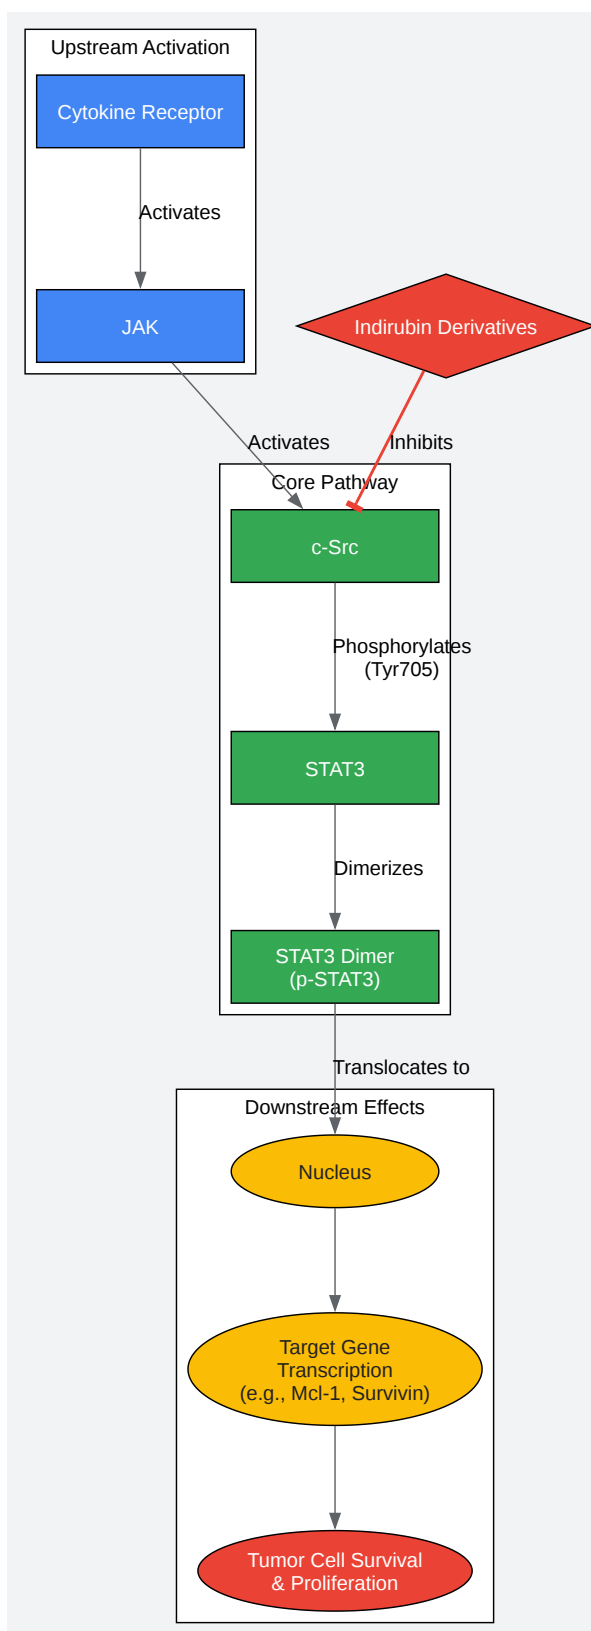 Upstream Activation
Cytokine Receptor
Activates
JAK
Indirubin Derivatives
Activates
Inhibits
Core Pathway
c-Src
Phosphorylates
(Tyr705)
STAT3
Dimerizes
STAT3 Dimer
(p-STAT3)
Translocates to
Downstream Effects
Nucleus
Target Gene
Transcription
(e.g., Mcl-1, Survivin)
Tumor Cell Survival
& Proliferation